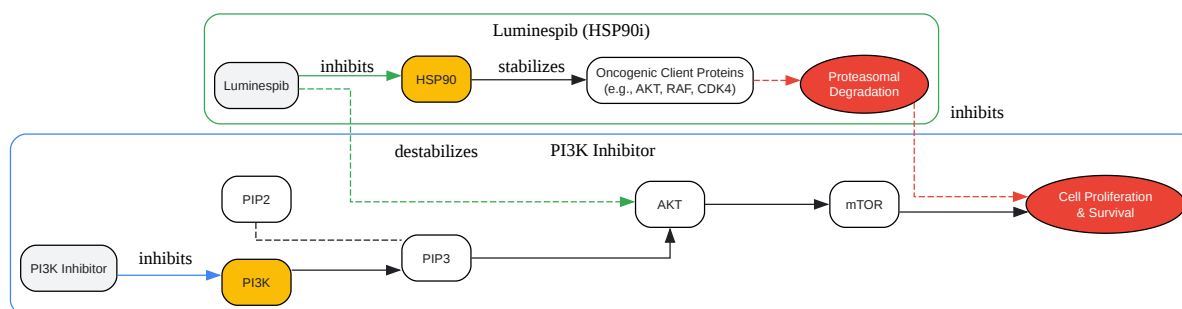 Luminespib (HSP90i)
Luminespib
inhibits
HSP90
stabilizes
Oncogenic Client Proteins
(e.g., AKT, RAF, CDK4)
Proteasomal
Degradation
inhibits
destabilizes
PI3K Inhibitor
PIP2
AKT
mTOR
Cell Proliferation
& Survival
PI3K Inhibitor
inhibits
PI3K
PIP3